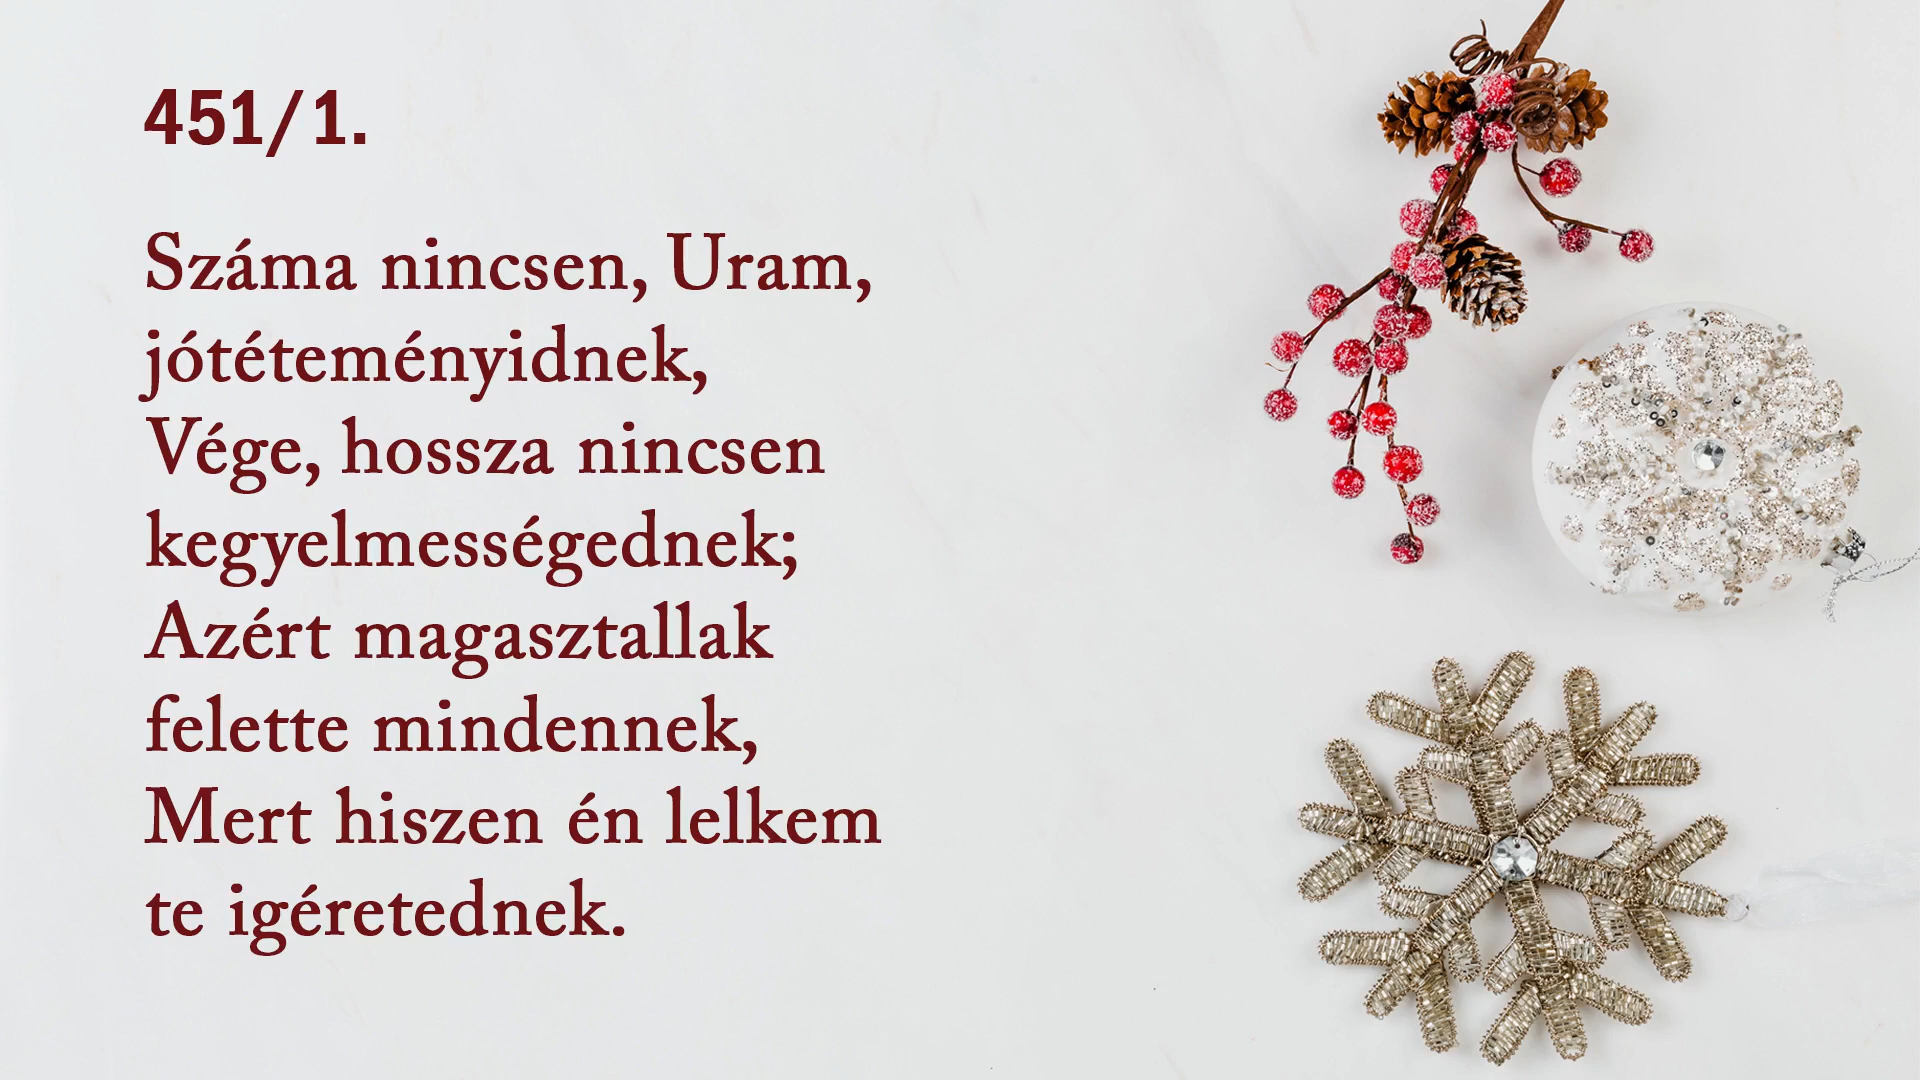 451/1.
Száma nincsen, Uram,
jótéteményidnek,
Vége, hossza nincsen
kegyelmességednek;
Azért magasztallak
felette mindennek,
Mert hiszen én lelkem
te igéretednek.